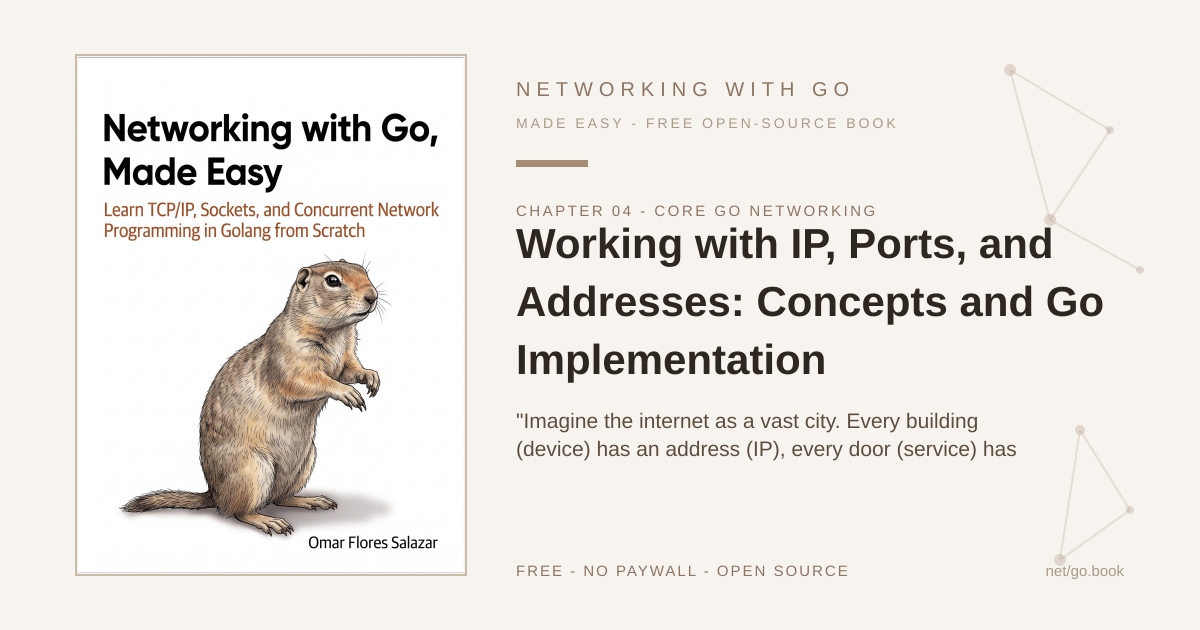 Networking with Go,
Made Easy
Learn TCP/IP, Sockets, and Concurrent Network
Programming in Golang from Scratch
Omar Flores Salazar
NETWORKING WITH GO
MADE EASY - FREE OPEN-SOURCE BOOK
CHAPTER 04 - CORE GO NETWORKING
Working with IP, Ports, and
Addresses: Concepts and Go
Implementation
"Imagine the internet as a vast city. Every building
(device) has an address (IP), every door (service) has
FREE - NO PAYWALL - OPEN SOURCE
net/go.book